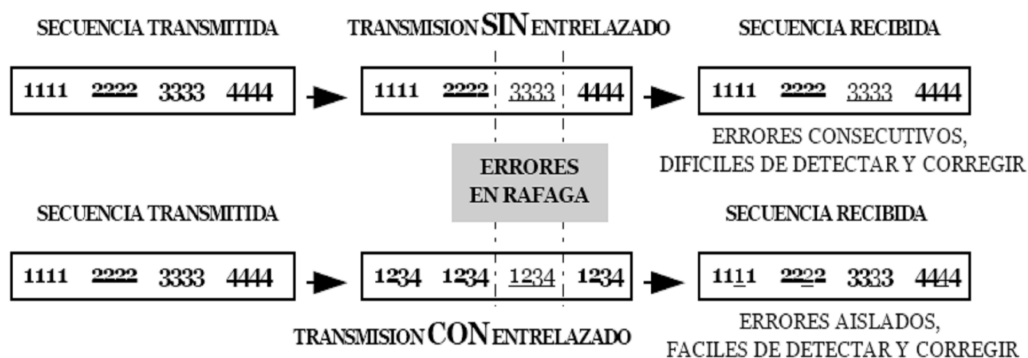 SECUENCIA TRANSMITIDA
TRANSMISION SIN ENTRELAZADO
SECUENCIA RECIBIDA
1111 2222 3333 4444
1111 2222 3333 4444
1111 2222 3333 4444
ERRORES CONSECUTIVOS,
DIFICILES DE DETECTAR Y CORREGIR
ERRORES
EN RAFAGA
SECUENCIA TRANSMITIDA
SECUENCIA RECIBIDA
1111 2222 3333 4444
1234 1234 1234 1234
1111 2222 3333 4444
TRANSMISION CON ENTRELAZADO
ERRORES AISLADOS,
FACILES DE DETECTAR Y CORREGIR